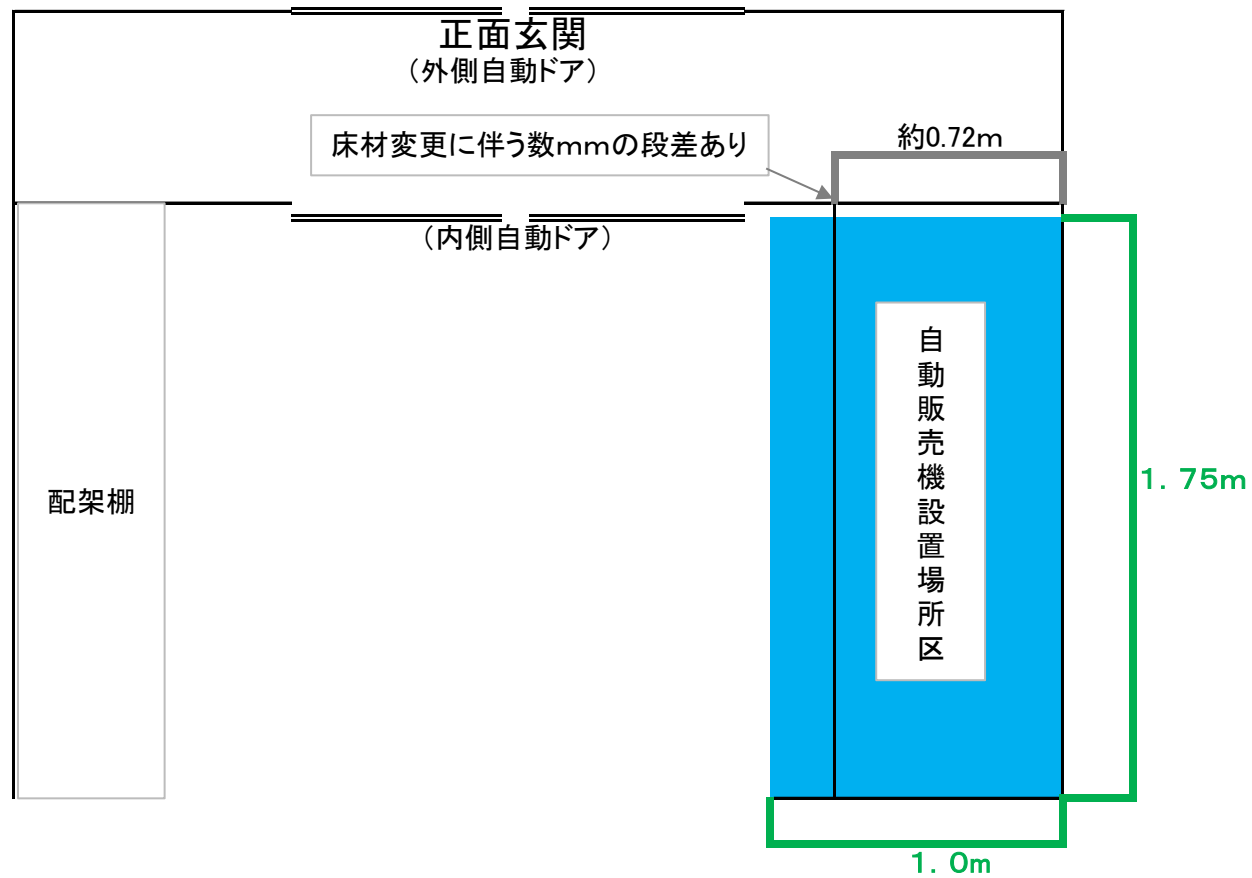 正面玄関
（外側自動ドア）
床材変更に伴う数ｍｍの段差あり
約0.72ｍ
（内側自動ドア）
自動販売機設置場所区
配架棚
１．７５ｍ
１．０ｍ